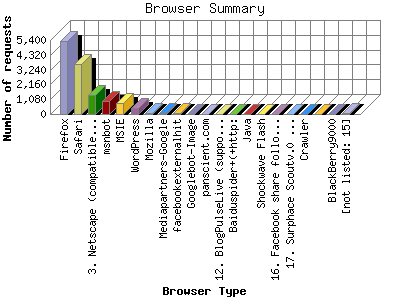 Browser Summary
Number of requests
5,400
4,320
3,240
2,160
1,080
0
Firefox
Safari
3. Netscape (compatible...
msnbot
MSIE
WordPress
Mozilla
Mediapartners-Google
facebookexternalhit
Googlebot-Image
panscient.com
12. BlogPulseLive (suppo...
Baiduspider+(+http:
Java
Shockwave Flash
16. Facebook share follo...
17. Surphace Scoutv.0 ...
Crawler
BlackBerry9000
[not listed: 15]
Browser Type